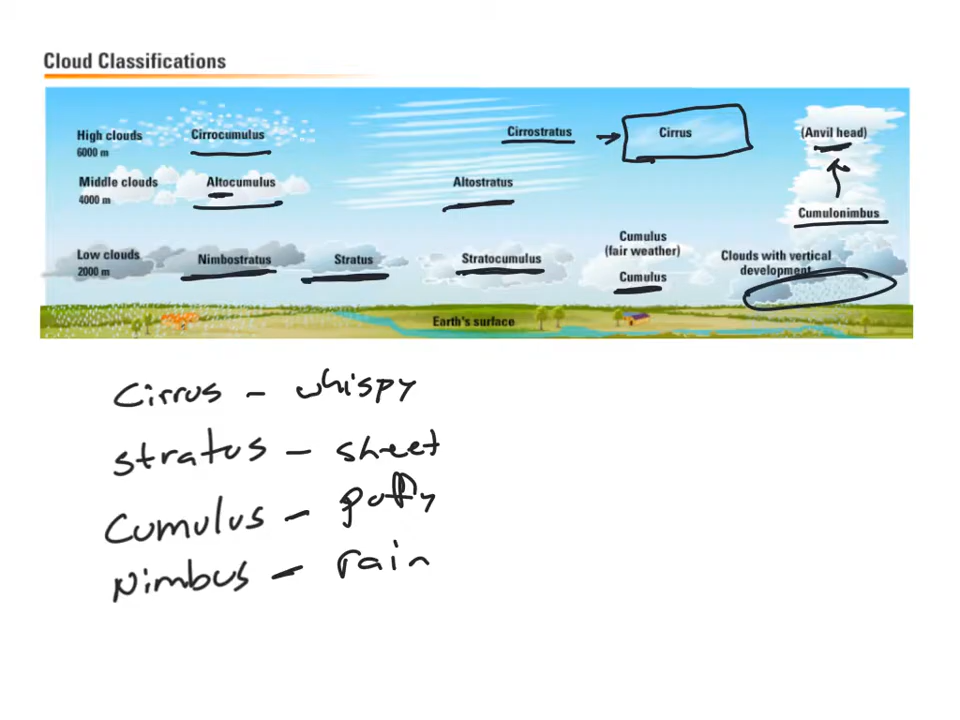 Cloud Classifications
High clouds
6000 m
Cirrocumulus
Cirrostratus
Cirrus
(Anvil head)
Middle clouds
4000 m
Altocumulus
Altostratus
Cumulonimbus
Low clouds
2000 m
Nimbostratus
Stratus
Stratocumulus
Cumulus
(fair weather)
Cumulus
Clouds with vertical
development
Earth's surface
Cirrus - whispy
stratus - sheet
Cumulus - puffy
Nimbus - rain